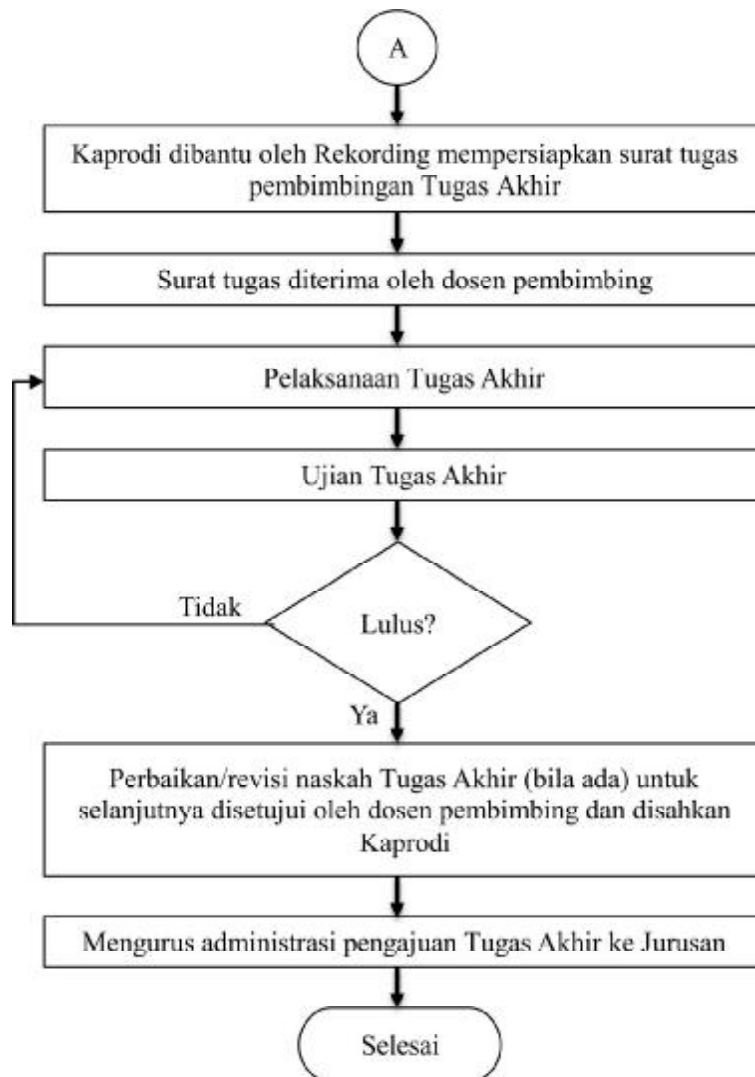 A
Kaprodi dibantu oleh Rekording mempersiapkan surat tugas
pembimbingan Tugas Akhir
Surat tugas diterima oleh dosen pembimbing
Pelaksanaan Tugas Akhir
Ujian Tugas Akhir
Tidak
Lulus?
Ya
Perbaikan/revisi naskah Tugas Akhir (bila ada) untuk
selanjutnya disetujui oleh dosen pembimbing dan disahkan
Kaprodi
Mengurus administrasi pengajuan Tugas Akhir ke Jurusan
Selesai